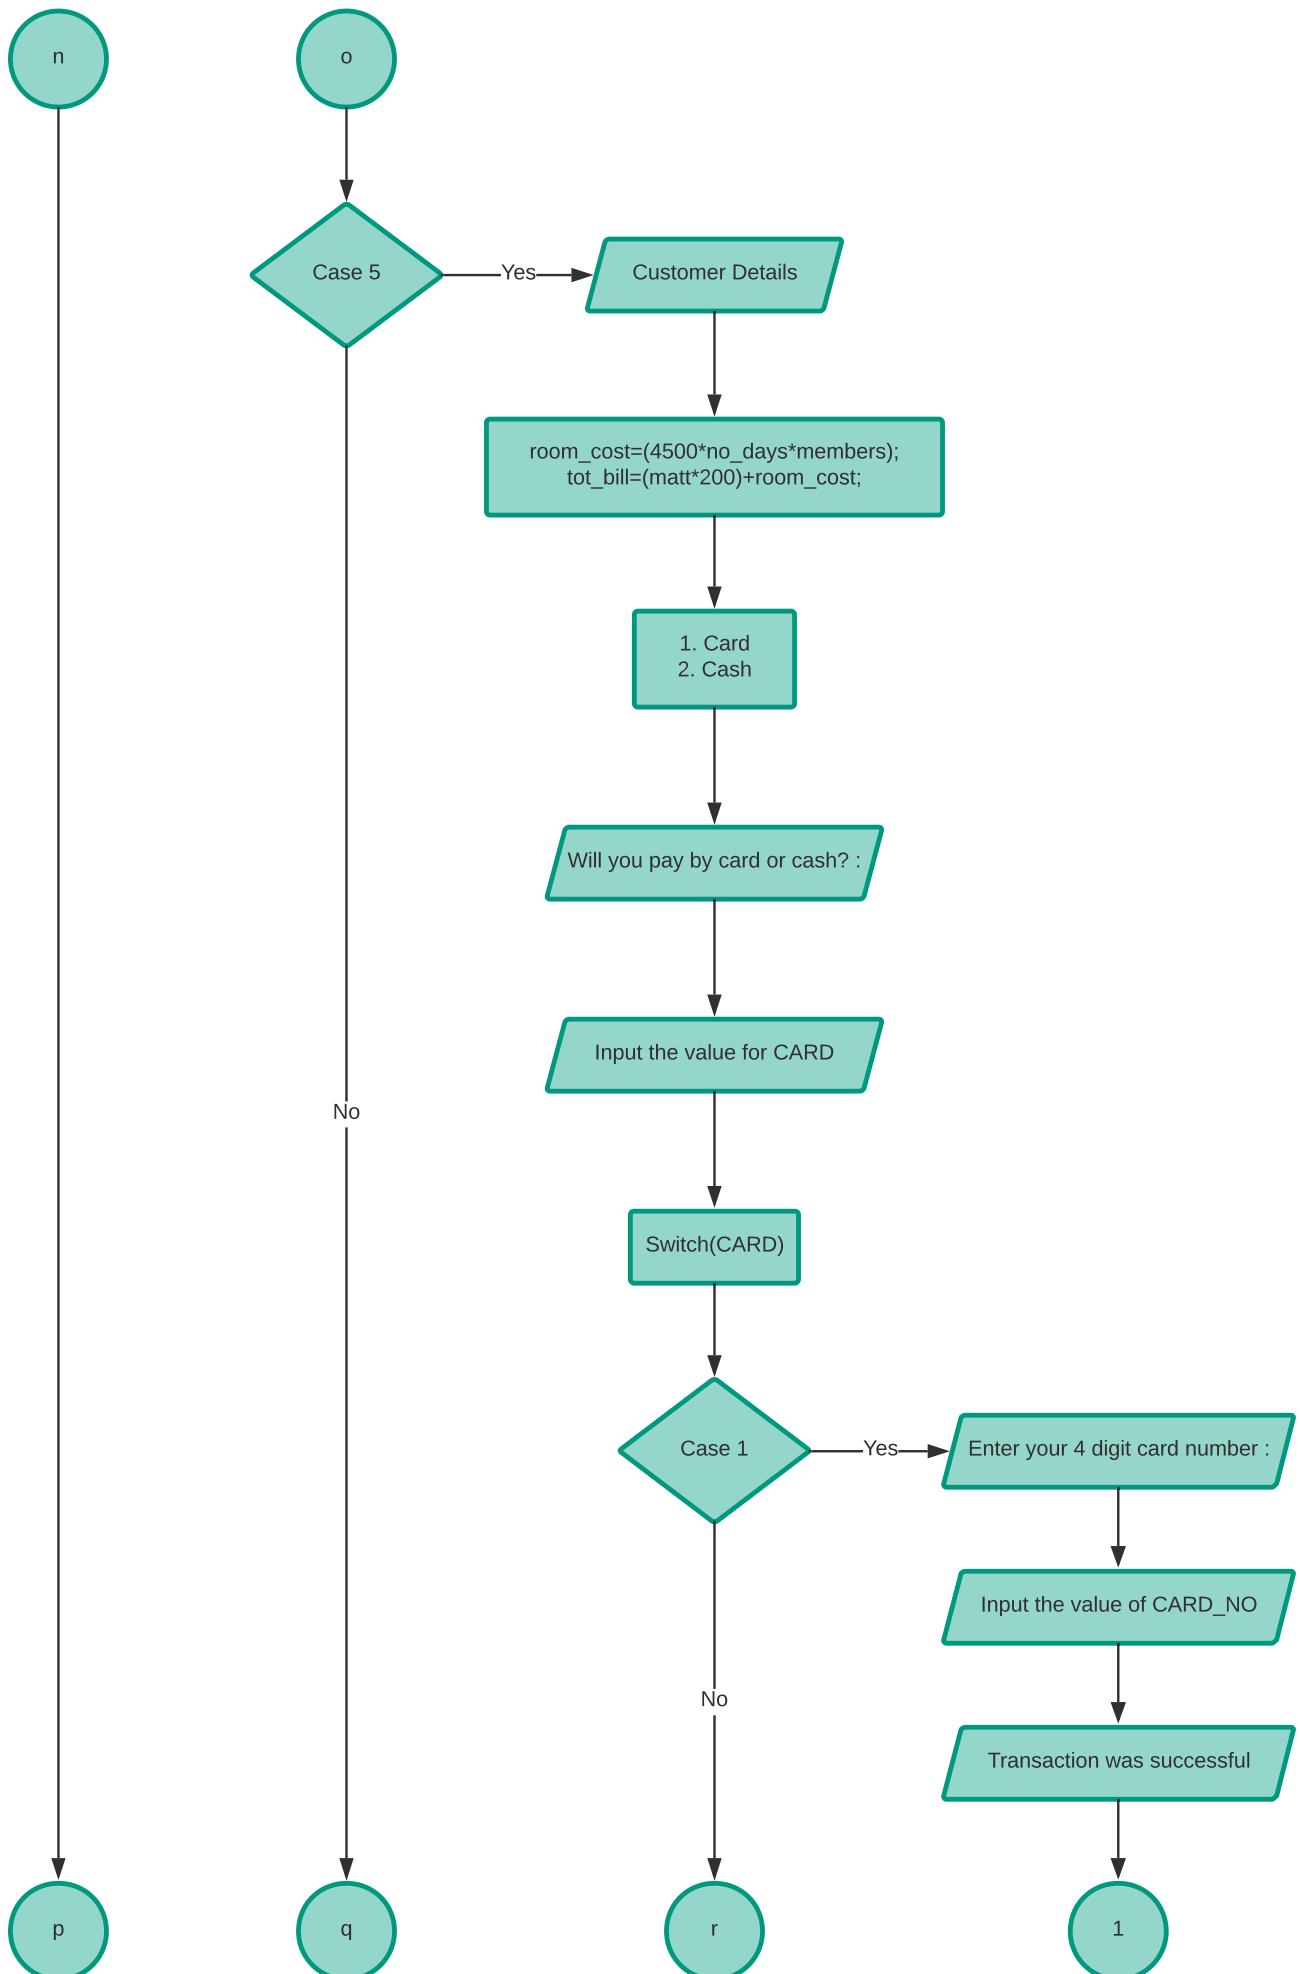 n
o
Case 5
Yes
Customer Details
room_cost=(4500*no_days*members);
tot_bill=(matt*200)+room_cost;
1. Card
2. Cash
Will you pay by card or cash? :
Input the value for CARD
No
Switch(CARD)
Case 1
Yes
Enter your 4 digit card number :
Input the value of CARD_NO
No
Transaction was successful
p
q
r
1